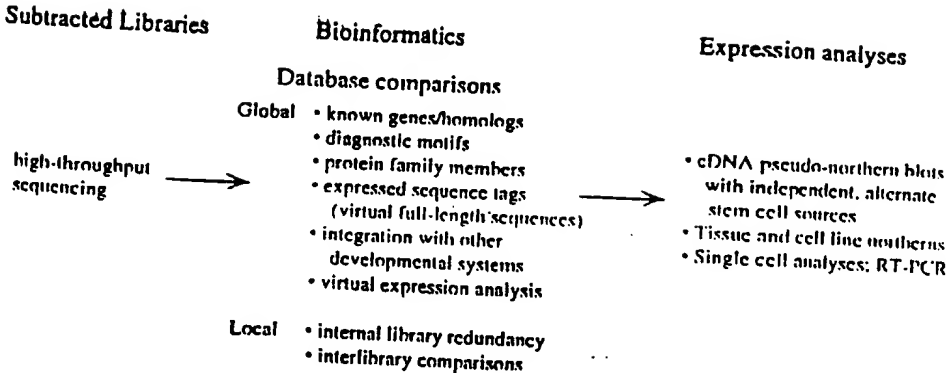 Subtracted Libraries
Bioinformatics
Expression analyses
Database comparisons
Global • known genes/homologs
• diagnostic motifs
• protein family members
• expressed sequence tags
(virtual full-length sequences)
• integration with other
developmental systems
• virtual expression analysis
Local • internal library redundancy
• interlibrary comparisons
high-throughput
sequencing
• cDNA pseudo-northern blots
with independent, alternate
stem cell sources
• Tissue and cell line northerns
• Single cell analyses: RT-PCR